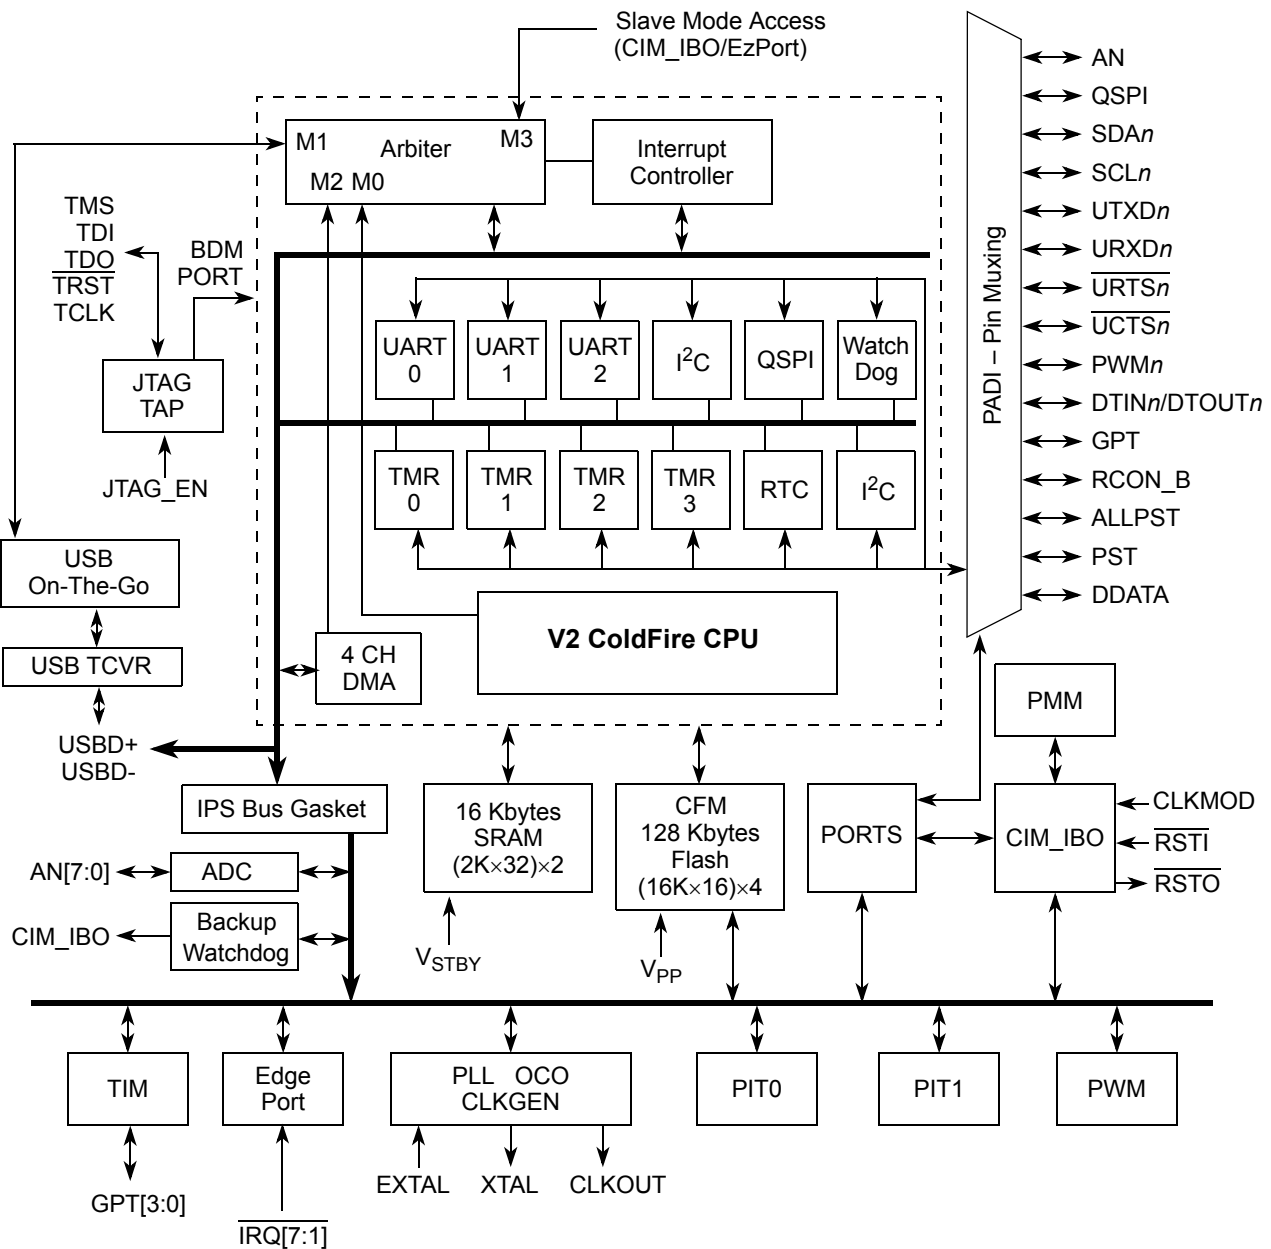 Slave Mode Access
(CIM_IBO/EzPort)
M1
Arbiter
M3
M2 M0
Interrupt
Controller
TMS
TDI
TDO
TRST
TCLK
BDM
PORT
JTAG
TAP
JTAG_EN
UART
0
UART
1
UART
2
I²C
QSPI
Watch
Dog
TMR
0
TMR
1
TMR
2
TMR
3
RTC
I²C
V2 ColdFire CPU
4 CH
DMA
USB
On-The-Go
USB TCVR
USBD+
USBD-
PADI – Pin Muxing
AN
QSPI
SDAn
SCLn
UTXDn
URXDn
URTSn
UCTSn
PWMn
DTINn/DTOUTn
GPT
RCON_B
ALLPST
PST
DDATA
IPS Bus Gasket
AN[7:0]
ADC
CIM_IBO
Backup
Watchdog
16 Kbytes
SRAM
(2K×32)×2
VSTBY
CFM
128 Kbytes
Flash
(16K×16)×4
VPP
PORTS
PMM
CIM_IBO
CLKMOD
RSTI
RSTO
TIM
GPT[3:0]
Edge
Port
IRQ[7:1]
PLL OCO
CLKGEN
EXTAL
XTAL
CLKOUT
PIT0
PIT1
PWM